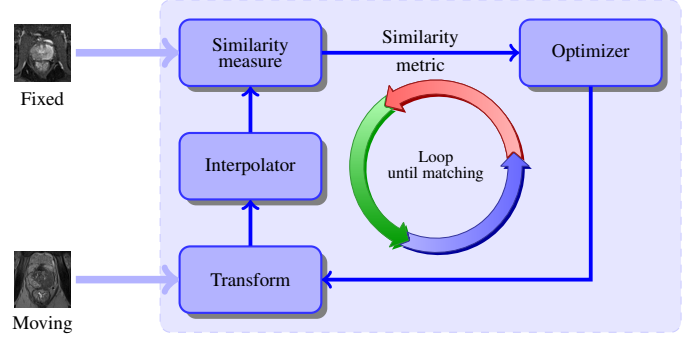 Similarity
measure
Similarity
metric
Optimizer
Fixed
Interpolator
Loop
until matching
Transform
Moving